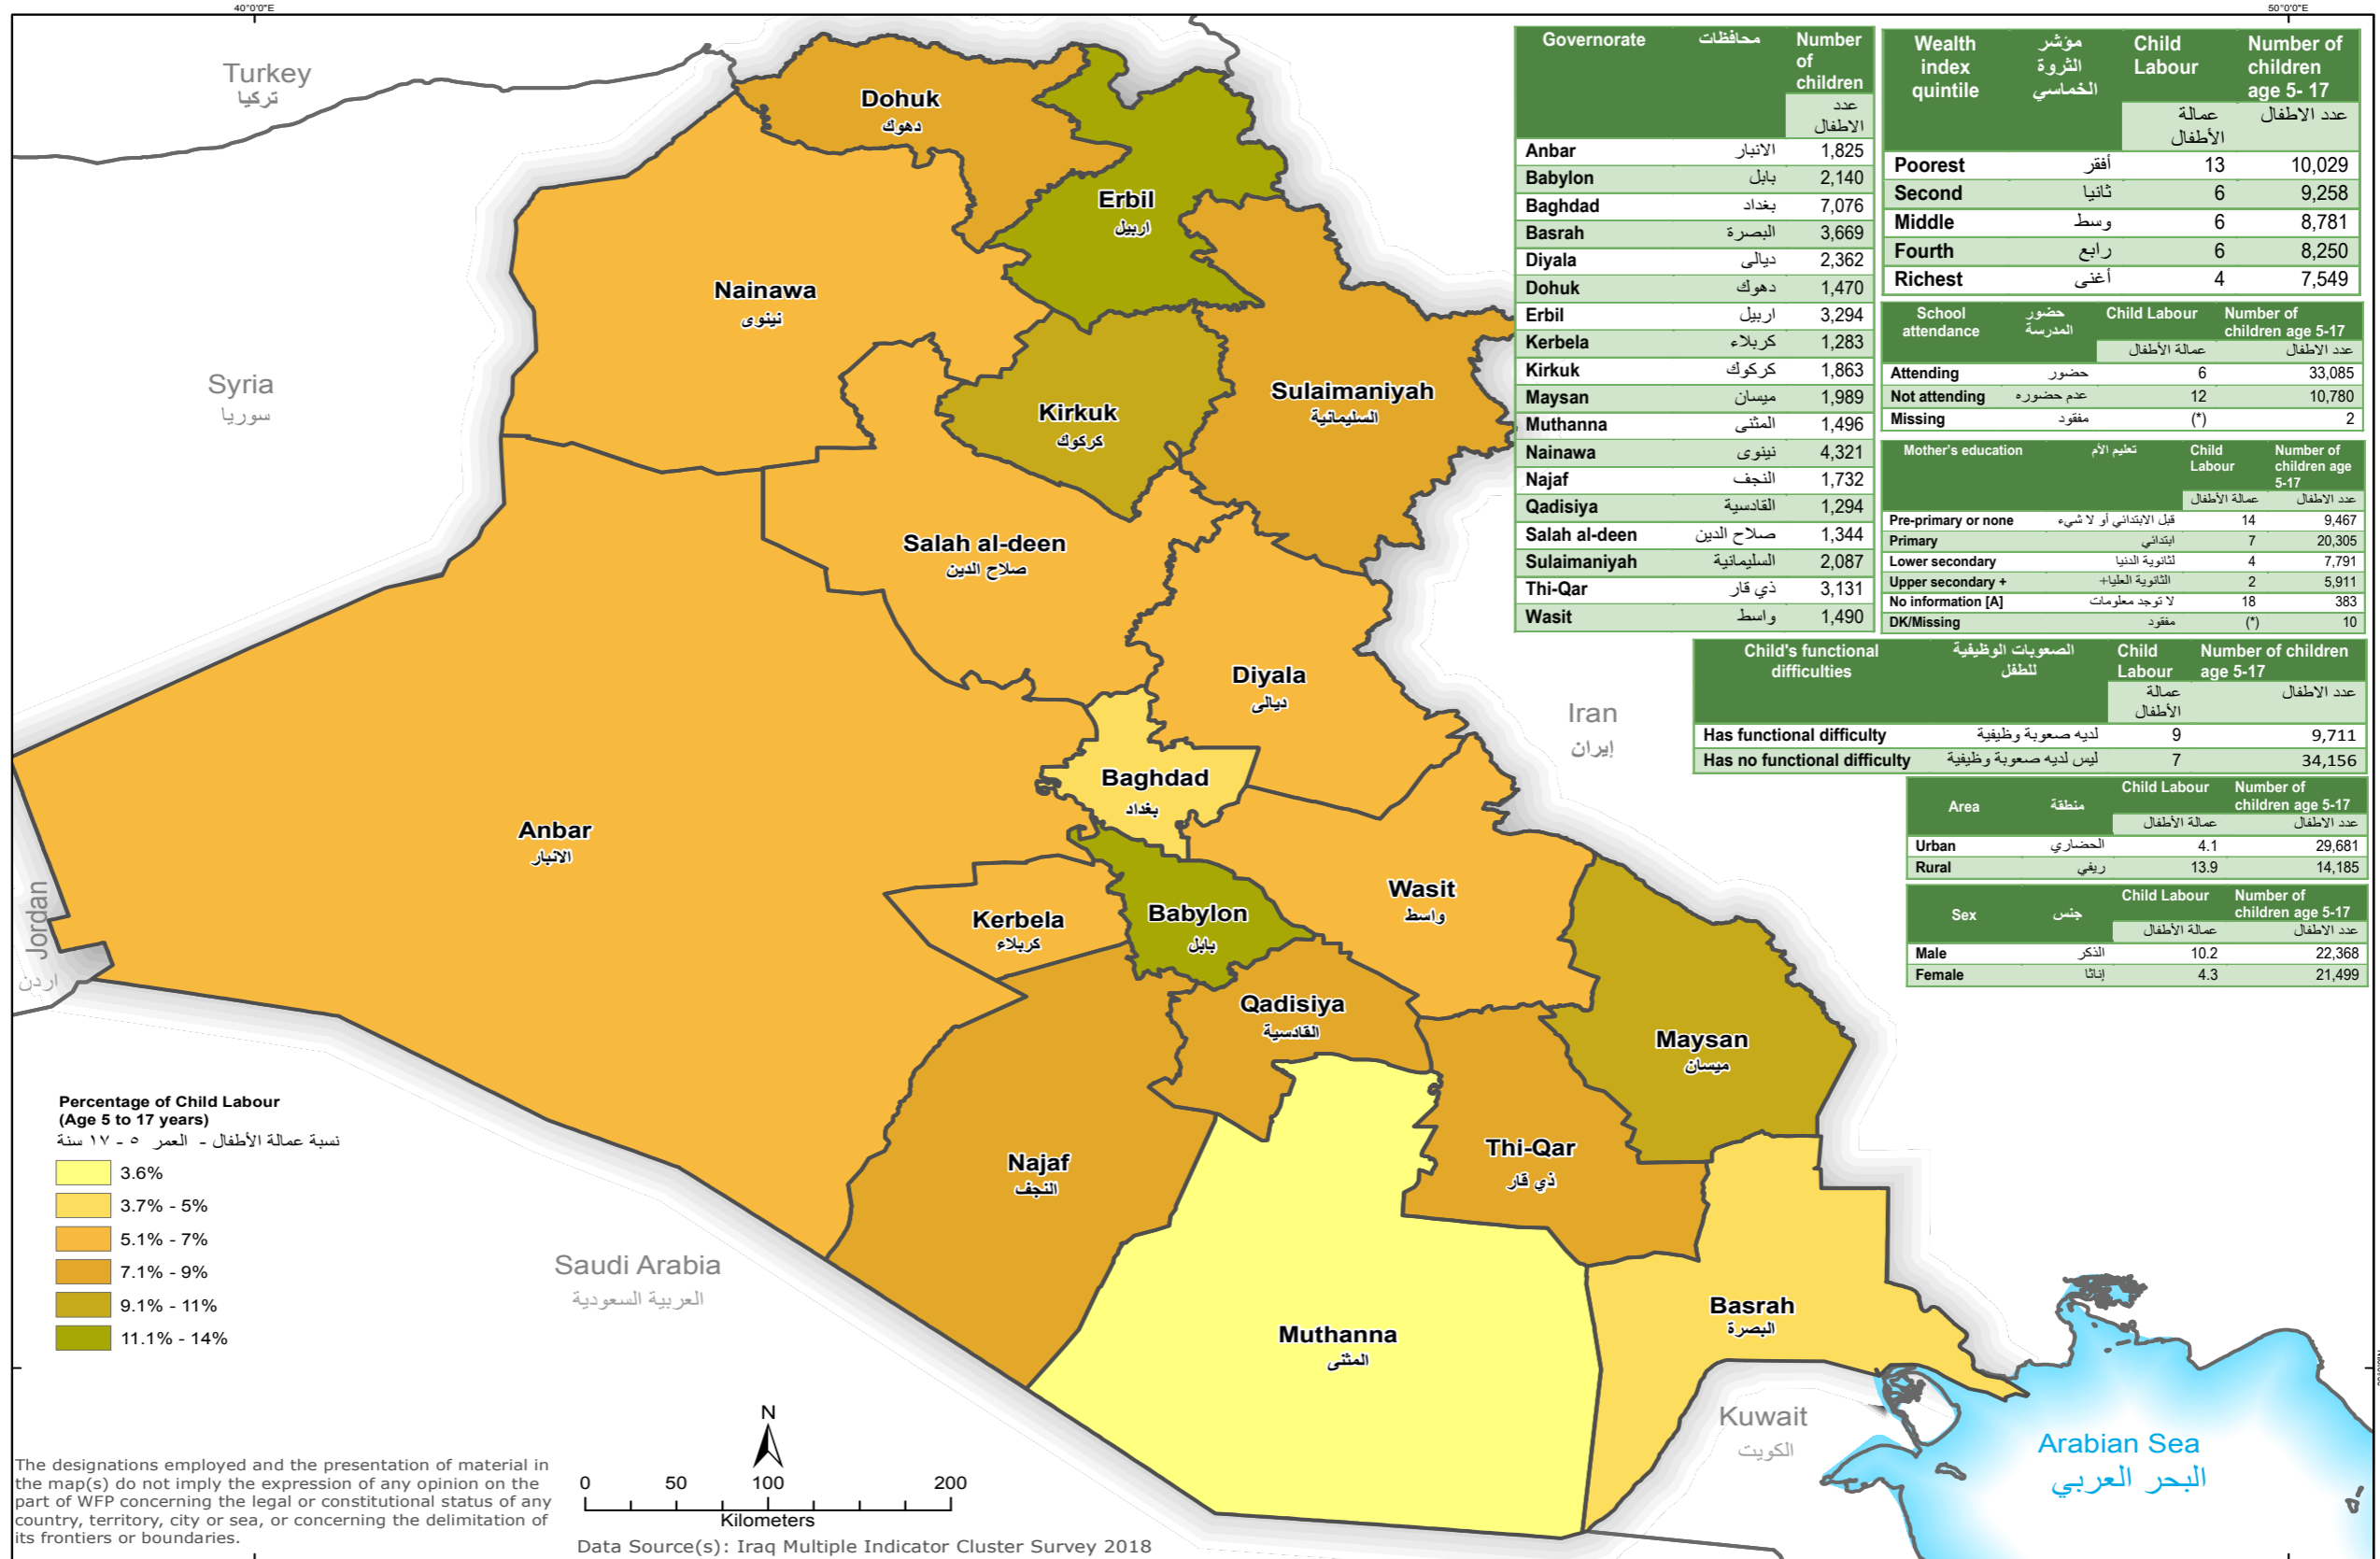 40°0'0"E
50°0'0"E
Turkey
تركيا
Syria
سوريا
Jordan
اردن
Saudi Arabia
العربية السعودية
Iran
إيران
Kuwait
الكويت
Arabian Sea
البحر العربي
Dohuk
دهوك
Erbil
اربيل
Nainawa
نينوى
Kirkuk
كركوك
Sulaimaniyah
السليمانية
Salah al-deen
صلاح الدين
Diyala
ديالى
Baghdad
بغداد
Anbar
الانبار
Kerbela
كربلاء
Babylon
بابل
Wasit
واسط
Qadisiya
القادسية
Maysan
ميسان
Najaf
النجف
Thi-Qar
ذي قار
Muthanna
المثنى
Basrah
البصرة
Governorate محافظات Number of children
عدد الاطفال
Anbar الانبار 1,825
Babylon بابل 2,140
Baghdad بغداد 7,076
Basrah البصرة 3,669
Diyala ديالى 2,362
Dohuk دهوك 1,470
Erbil اربيل 3,294
Kerbela كربلاء 1,283
Kirkuk كركوك 1,863
Maysan ميسان 1,989
Muthanna المثنى 1,496
Nainawa نينوى 4,321
Najaf النجف 1,732
Qadisiya القادسية 1,294
Salah al-deen صلاح الدين 1,344
Sulaimaniyah السليمانية 2,087
Thi-Qar ذي قار 3,131
Wasit واسط 1,490
Wealth index quintile مؤشر الثروة الخماسي Child Labour Number of children age 5- 17
عمالة الأطفال عدد الاطفال
Poorest أفقر 13 10,029
Second ثانيا 6 9,258
Middle وسط 6 8,781
Fourth رابع 6 8,250
Richest أغنى 4 7,549
School attendance حضور المدرسة Child Labour Number of children age 5-17
عمالة الأطفال عدد الاطفال
Attending حضور 6 33,085
Not attending عدم حضوره 12 10,780
Missing مفقود (*) 2
Mother's education تعليم الأم Child Labour Number of children age 5-17
عمالة الأطفال عدد الاطفال
Pre-primary or none قبل الابتدائي أو لا شيء 14 9,467
Primary ابتدائي 7 20,305
Lower secondary لثانوية الدنيا 4 7,791
Upper secondary + الثانوية العليا+ 2 5,911
No information [A] لا توجد معلومات 18 383
DK/Missing مفقود (*) 10
Child's functional difficulties الصعوبات الوظيفية للطفل Child Labour Number of children age 5-17
عمالة الأطفال عدد الاطفال
Has functional difficulty لديه صعوبة وظيفية 9 9,711
Has no functional difficulty ليس لديه صعوبة وظيفية 7 34,156
Area منطقة Child Labour Number of children age 5-17
عمالة الأطفال عدد الاطفال
Urban الحضاري 4.1 29,681
Rural ريفي 13.9 14,185
Sex جنس Child Labour Number of children age 5-17
عمالة الأطفال عدد الاطفال
Male الذكر 10.2 22,368
Female إناثا 4.3 21,499
Percentage of Child Labour
(Age 5 to 17 years)
نسبة عمالة الأطفال - العمر ٥ - ١٧ سنة
3.6%
3.7% - 5%
5.1% - 7%
7.1% - 9%
9.1% - 11%
11.1% - 14%
The designations employed and the presentation of material in
the map(s) do not imply the expression of any opinion on the
part of WFP concerning the legal or constitutional status of any
country, territory, city or sea, or concerning the delimitation of
its frontiers or boundaries.
N
0 50 100 200
Kilometers
Data Source(s): Iraq Multiple Indicator Cluster Survey 2018